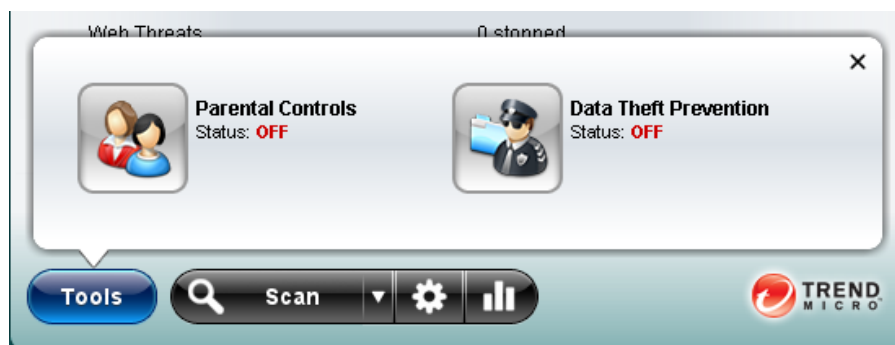 Web Threats 0 stopped
Parental Controls
Status: OFF
Data Theft Prevention
Status: OFF
Tools
Scan
TREND
MICRO